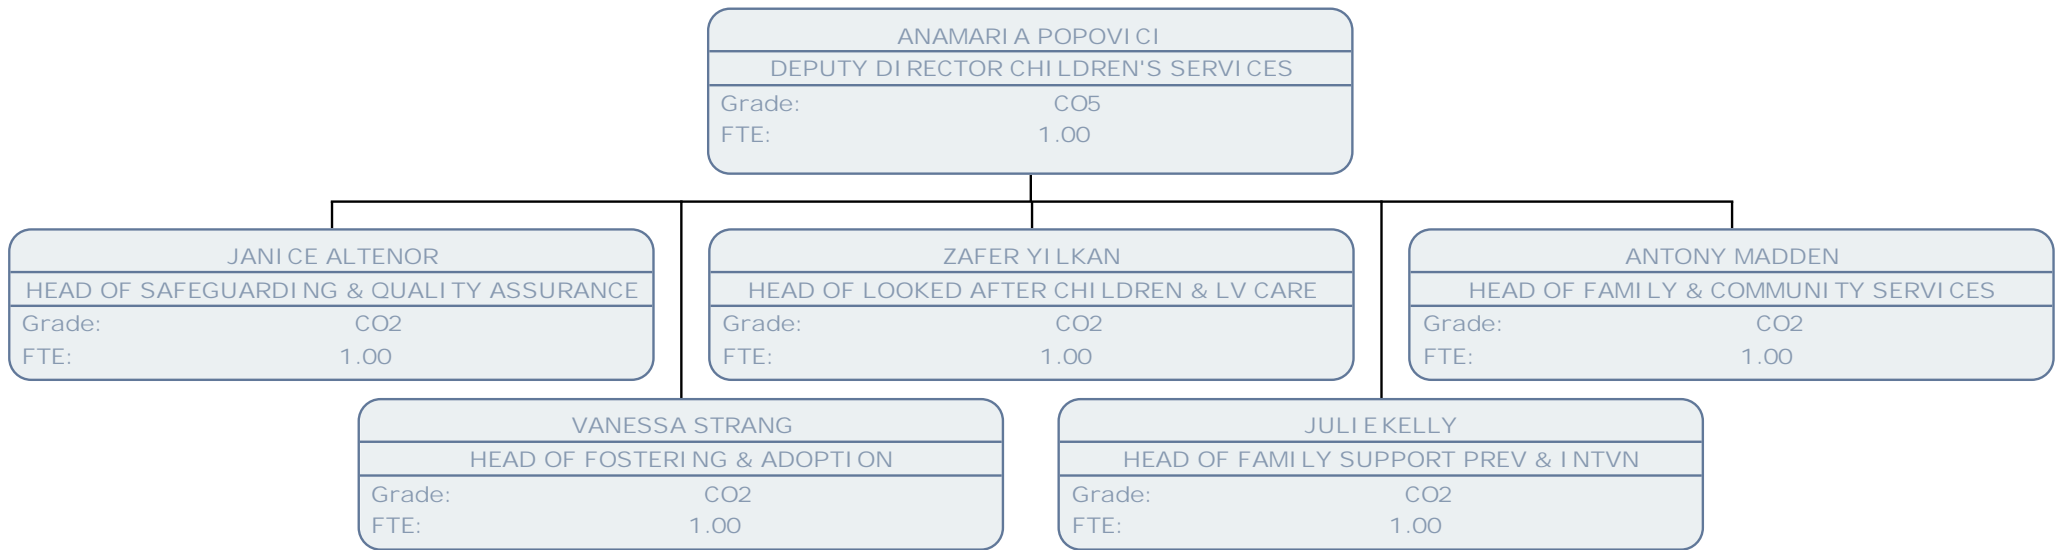 ANAMARIA POPOVICI
DEPUTY DIRECTOR CHILDREN'S SERVICES
Grade: CO5
FTE: 1.00
JANICE ALTENOR
HEAD OF SAFEGUARDING & QUALITY ASSURANCE
Grade: CO2
FTE: 1.00
ZAFER YILKAN
HEAD OF LOOKED AFTER CHILDREN & LV CARE
Grade: CO2
FTE: 1.00
ANTONY MADDEN
HEAD OF FAMILY & COMMUNITY SERVICES
Grade: CO2
FTE: 1.00
VANESSA STRANG
HEAD OF FOSTERING & ADOPTION
Grade: CO2
FTE: 1.00
JULIE KELLY
HEAD OF FAMILY SUPPORT PREV & INTVN
Grade: CO2
FTE: 1.00